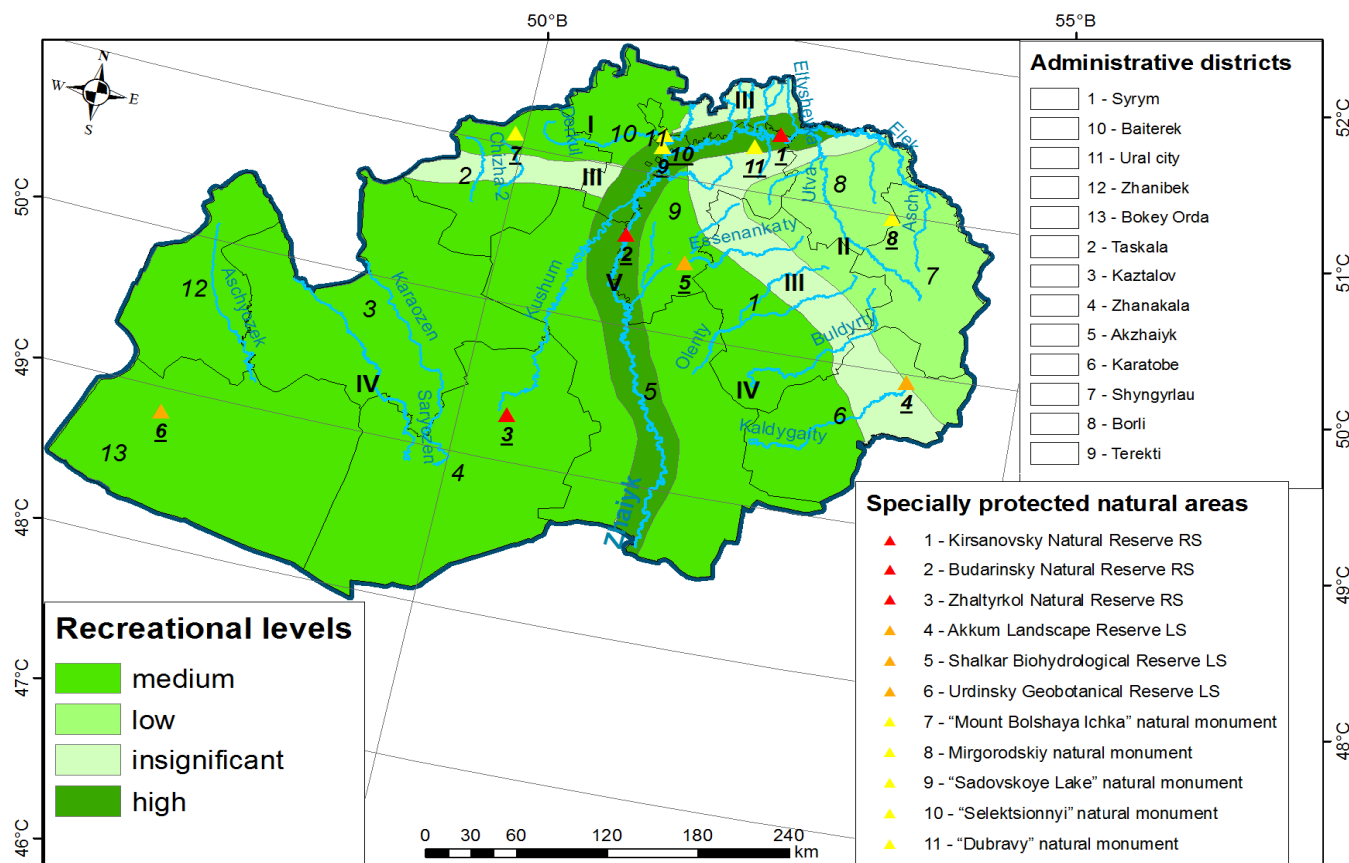 50°B
55°B
N
W
E
S
52°C
51°C
50°C
49°C
48°C
50°C
49°C
48°C
47°C
46°C
Administrative districts
1 - Syrym
10 - Baiterek
11 - Ural city
12 - Zhanibek
13 - Bokey Orda
2 - Taskala
3 - Kaztalov
4 - Zhanakala
5 - Akzhaiyk
6 - Karatobe
7 - Shyngyrlau
8 - Borli
9 - Terekti
III
I
10
11
10
9
11
1
7
2
III
8
9
8
7
II
III
2
V
5
1
12
3
IV
IV
5
6
4
6
13
3
4
Chizha 2
Utva
Elek
Aschy
Essenankaty
Aschyozek
Karaozen
Kushum
Olenty
Buldyrty
Saryozen
Kaldygaity
Zhaiyk
Specially protected natural areas
1 - Kirsanovsky Natural Reserve RS
2 - Budarinsky Natural Reserve RS
3 - Zhaltyrkol Natural Reserve RS
4 - Akkum Landscape Reserve LS
5 - Shalkar Biohydrological Reserve LS
6 - Urdinsky Geobotanical Reserve LS
7 - “Mount Bolshaya Ichka” natural monument
8 - Mirgorodskiy natural monument
9 - “Sadovskoye Lake” natural monument
10 - “Selektsionnyi” natural monument
11 - “Dubravy” natural monument
Recreational levels
medium
low
insignificant
high
0 30 60 120 180 240
km